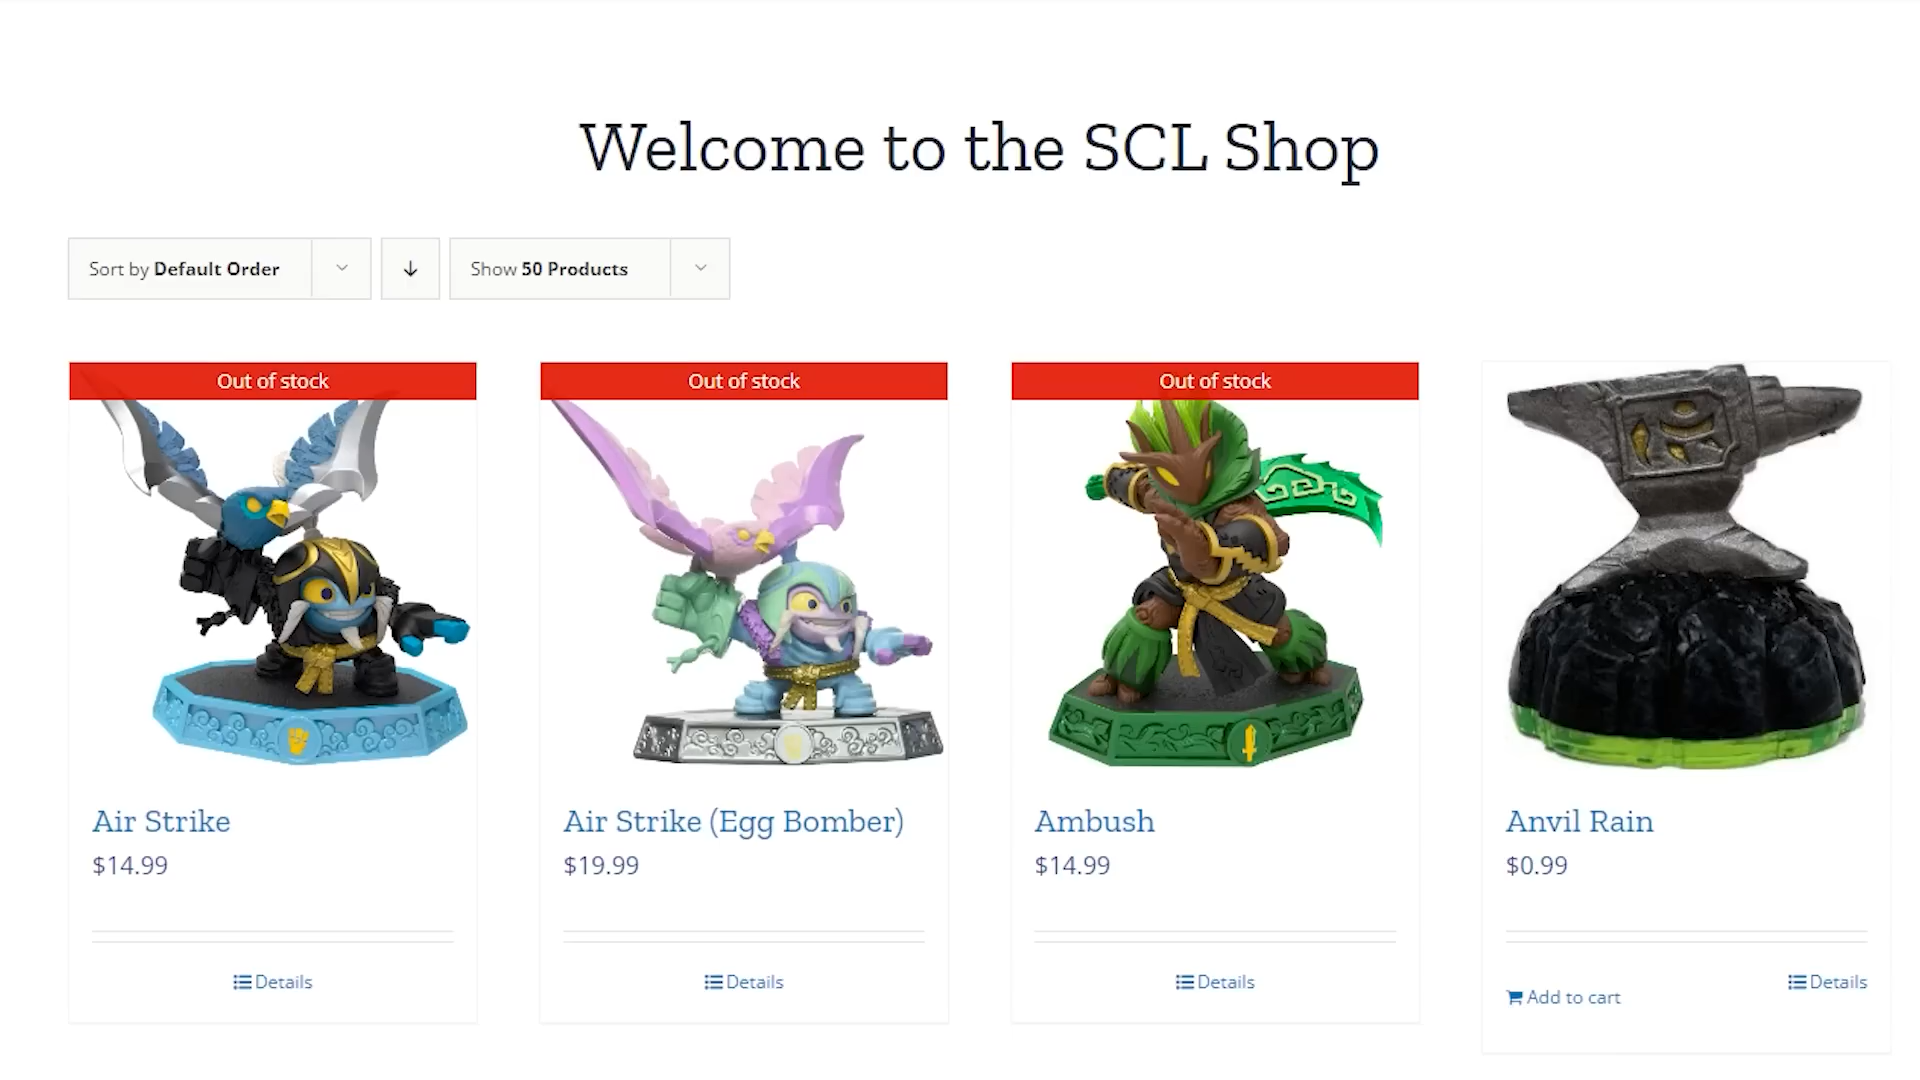 Welcome to the SCL Shop
Sort by Default Order
Show 50 Products
Out of stock
Out of stock
Out of stock
Air Strike
$14.99
Details
Air Strike (Egg Bomber)
$19.99
Details
Ambush
$14.99
Details
Anvil Rain
$0.99
Add to cart
Details